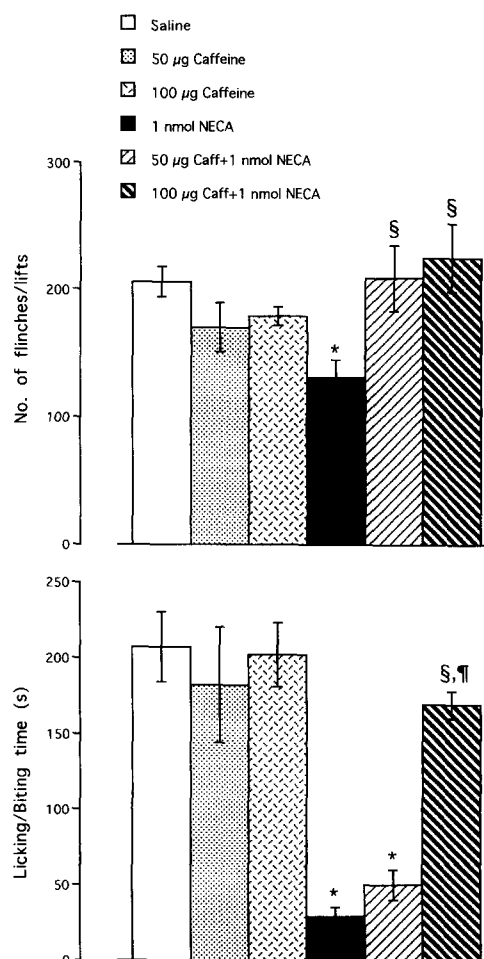 Saline
50 µg Caffeine
100 µg Caffeine
1 nmol NECA
50 µg Caff+1 nmol NECA
100 µg Caff+1 nmol NECA
300
200
100
0
No. of flinches/lifts
*
§
§
250
200
150
100
50
0
Licking/Biting time (s)
*
*
§,¶